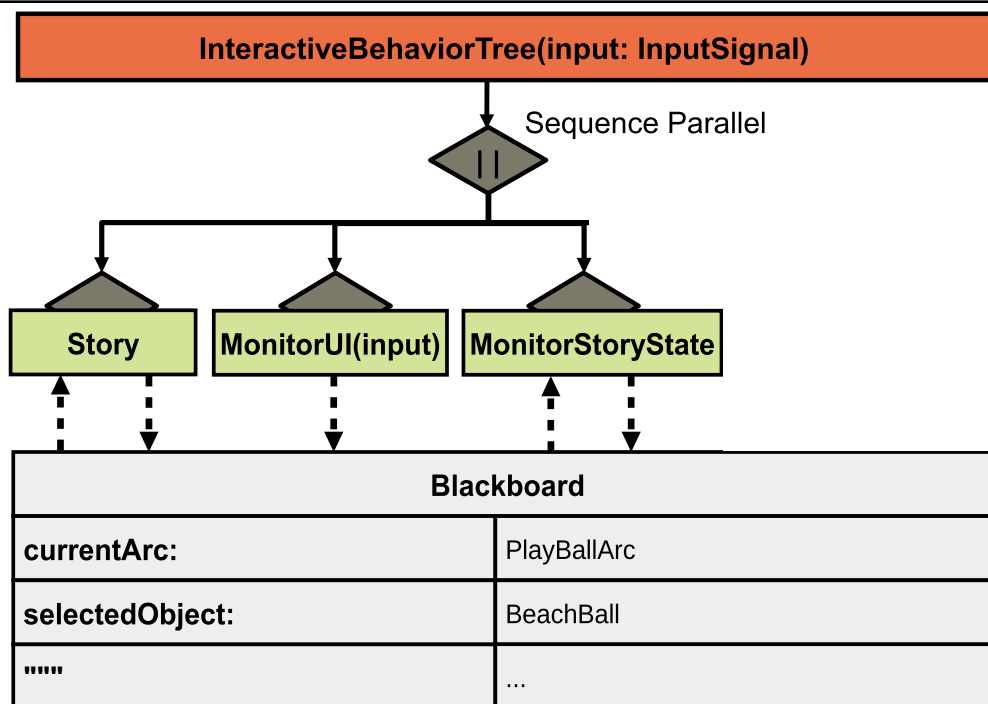 InteractiveBehaviorTree(input: InputSignal)
Sequence Parallel
||
Story
MonitorUI(input)
MonitorStoryState
Blackboard
currentArc:
PlayBallArc
selectedObject:
BeachBall
"""
...